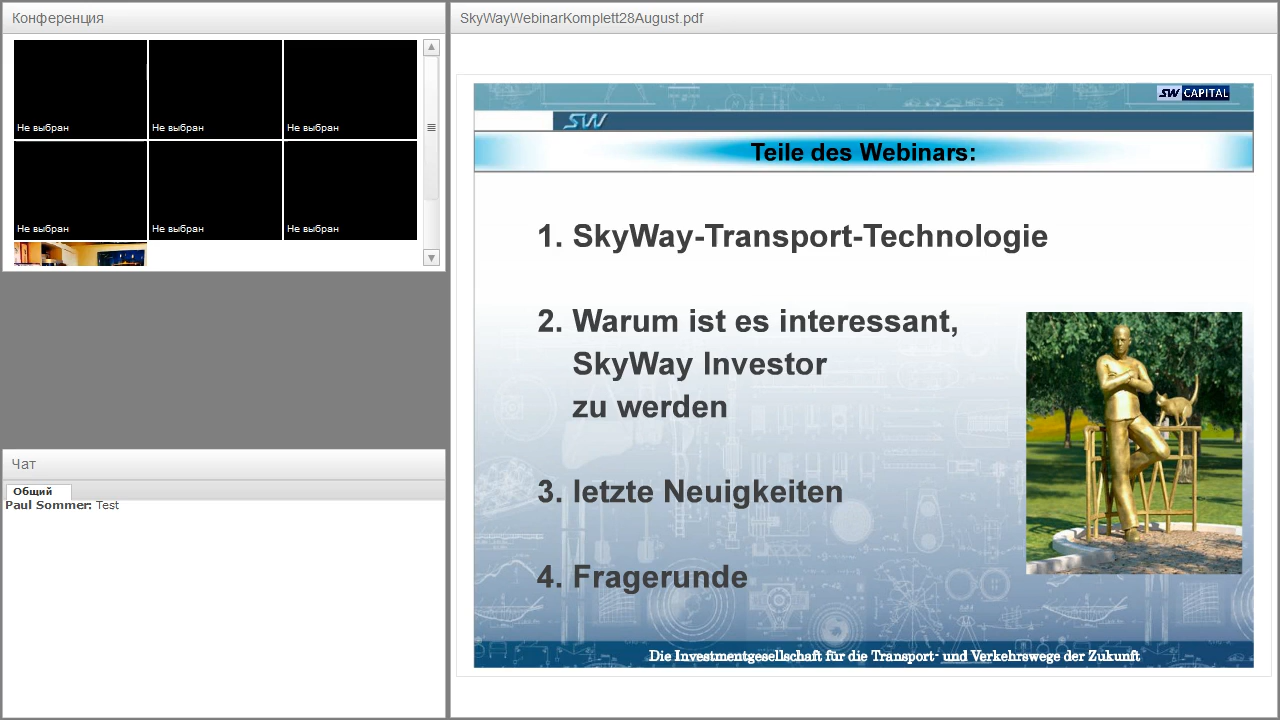 Конференция
Не выбран
Не выбран
Не выбран
Не выбран
Не выбран
Не выбран
Чат
Общий
Paul Sommer: Test
SkyWayWebinarKomplett28August.pdf
SW CAPITAL
SW
Teile des Webinars:
1. SkyWay-Transport-Technologie
2. Warum ist es interessant,
SkyWay Investor
zu werden
3. letzte Neuigkeiten
4. Fragerunde
Die Investmentgesellschaft für die Transport- und Verkehrswege der Zukunft